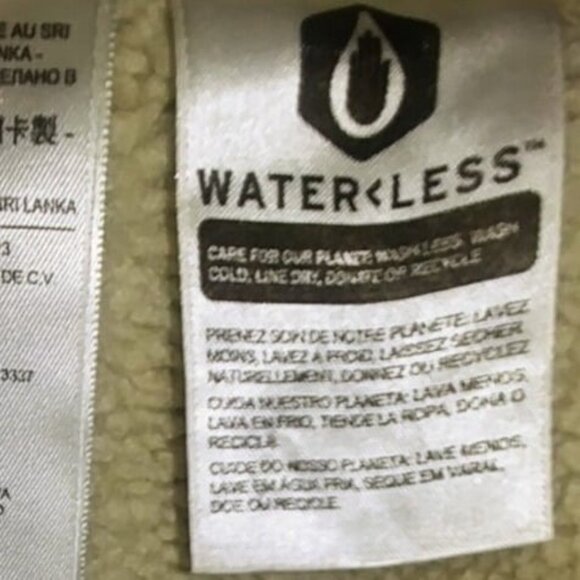 E AU SRI
NKA -
ЕЛАНО В
卡製 -
RI LANKA
3
DE C.V
3337
WATER<LESS™
CARE FOR OUR PLANET: WASH LESS, WASH
COLD, LINE DRY, DONATE OR RECYCLE
PRENEZ SOIN DE NOTRE PLANETE: LAVEZ
MOINS, LAVEZ A FROID, LAISSEZ SECHER
NATURELLEMENT, DONNEZ OU RECYCLEZ
CUIDA NUESTRO PLANETA: LAVA MENOS,
LAVA EN FRIO, TIENDE LA ROPA, DONA O
RECICLA
CUIDE DO NOSSO PLANETA: LAVE MENOS,
LAVE EM ÁGUA FRIA, SEQUE EM VARAL,
DOE OU RECICLE